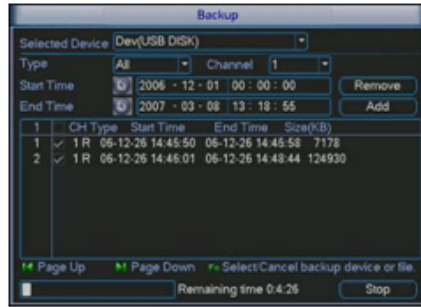 Backup
Selected Device Dev(USB DISK)
Type All Channel 1
Start Time 2006 - 12 - 01 00 : 00 : 00 Remove
End Time 2007 - 03 - 08 13 : 18 : 55 Add
1 CH Type Start Time End Time Size(KB)
1 1 R 06-12-26 14:45:50 06-12-26 14:45:58 7178
2 1 R 06-12-26 14:46:01 06-12-26 14:48:44 124930
Page Up Page Down Fn Select/Cancel backup device or file.
Remaining time 0:4:26 Stop